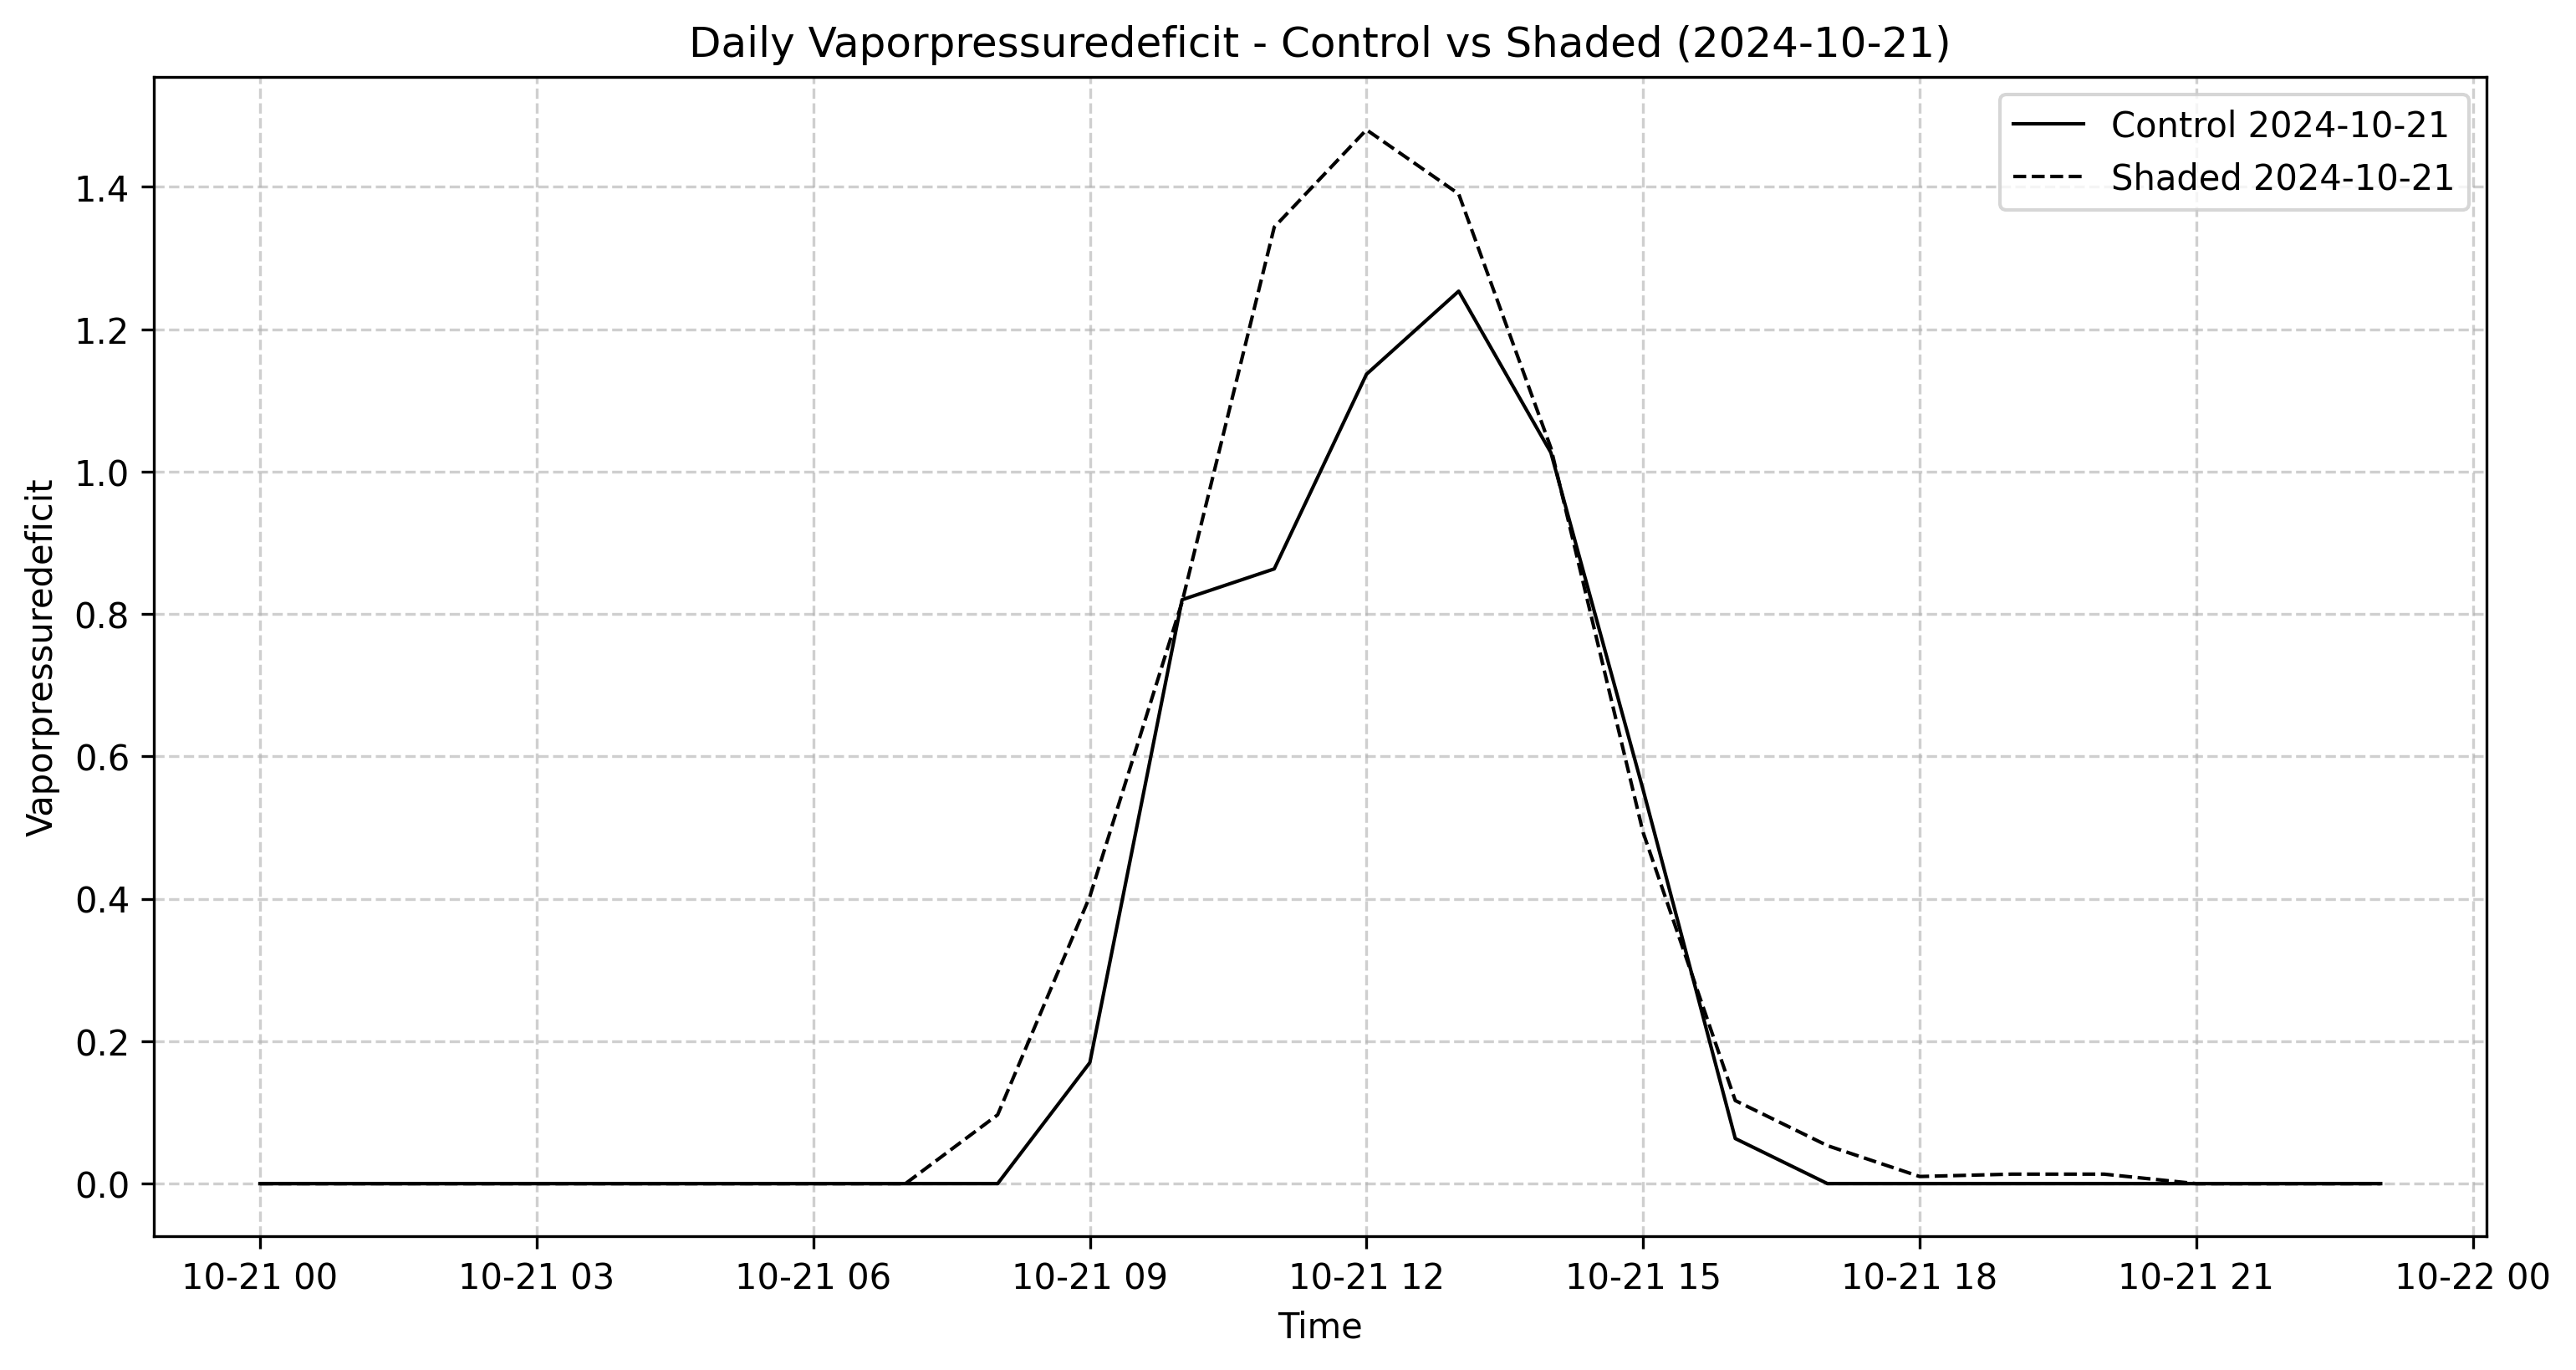 Daily Vaporpressuredeficit - Control vs Shaded (2024-10-21)
Control 2024-10-21
Shaded 2024-10-21
Vaporpressuredeficit
1.4
1.2
1.0
0.8
0.6
0.4
0.2
0.0
10-21 00 10-21 03 10-21 06 10-21 09 10-21 12 10-21 15 10-21 18 10-21 21 10-22 00
Time